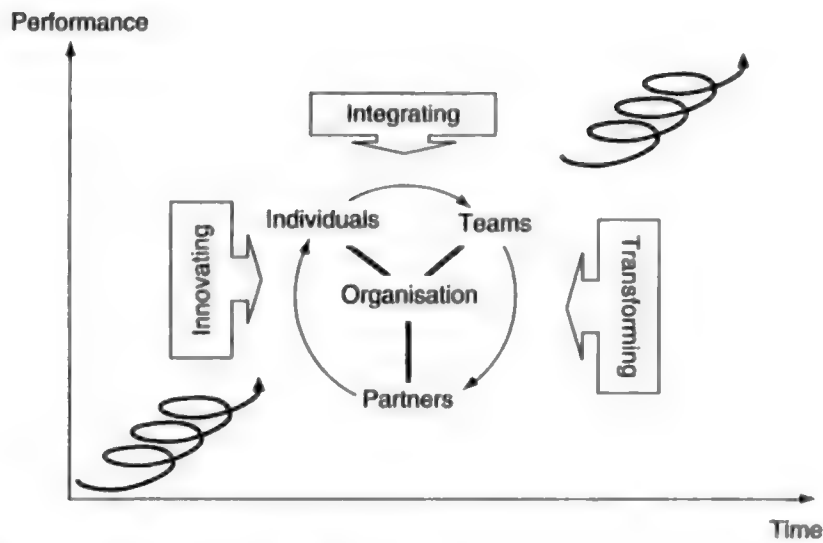 Performance
Integrating
Individuals
Teams
Innovating
Organisation
Transforming
Partners
Time